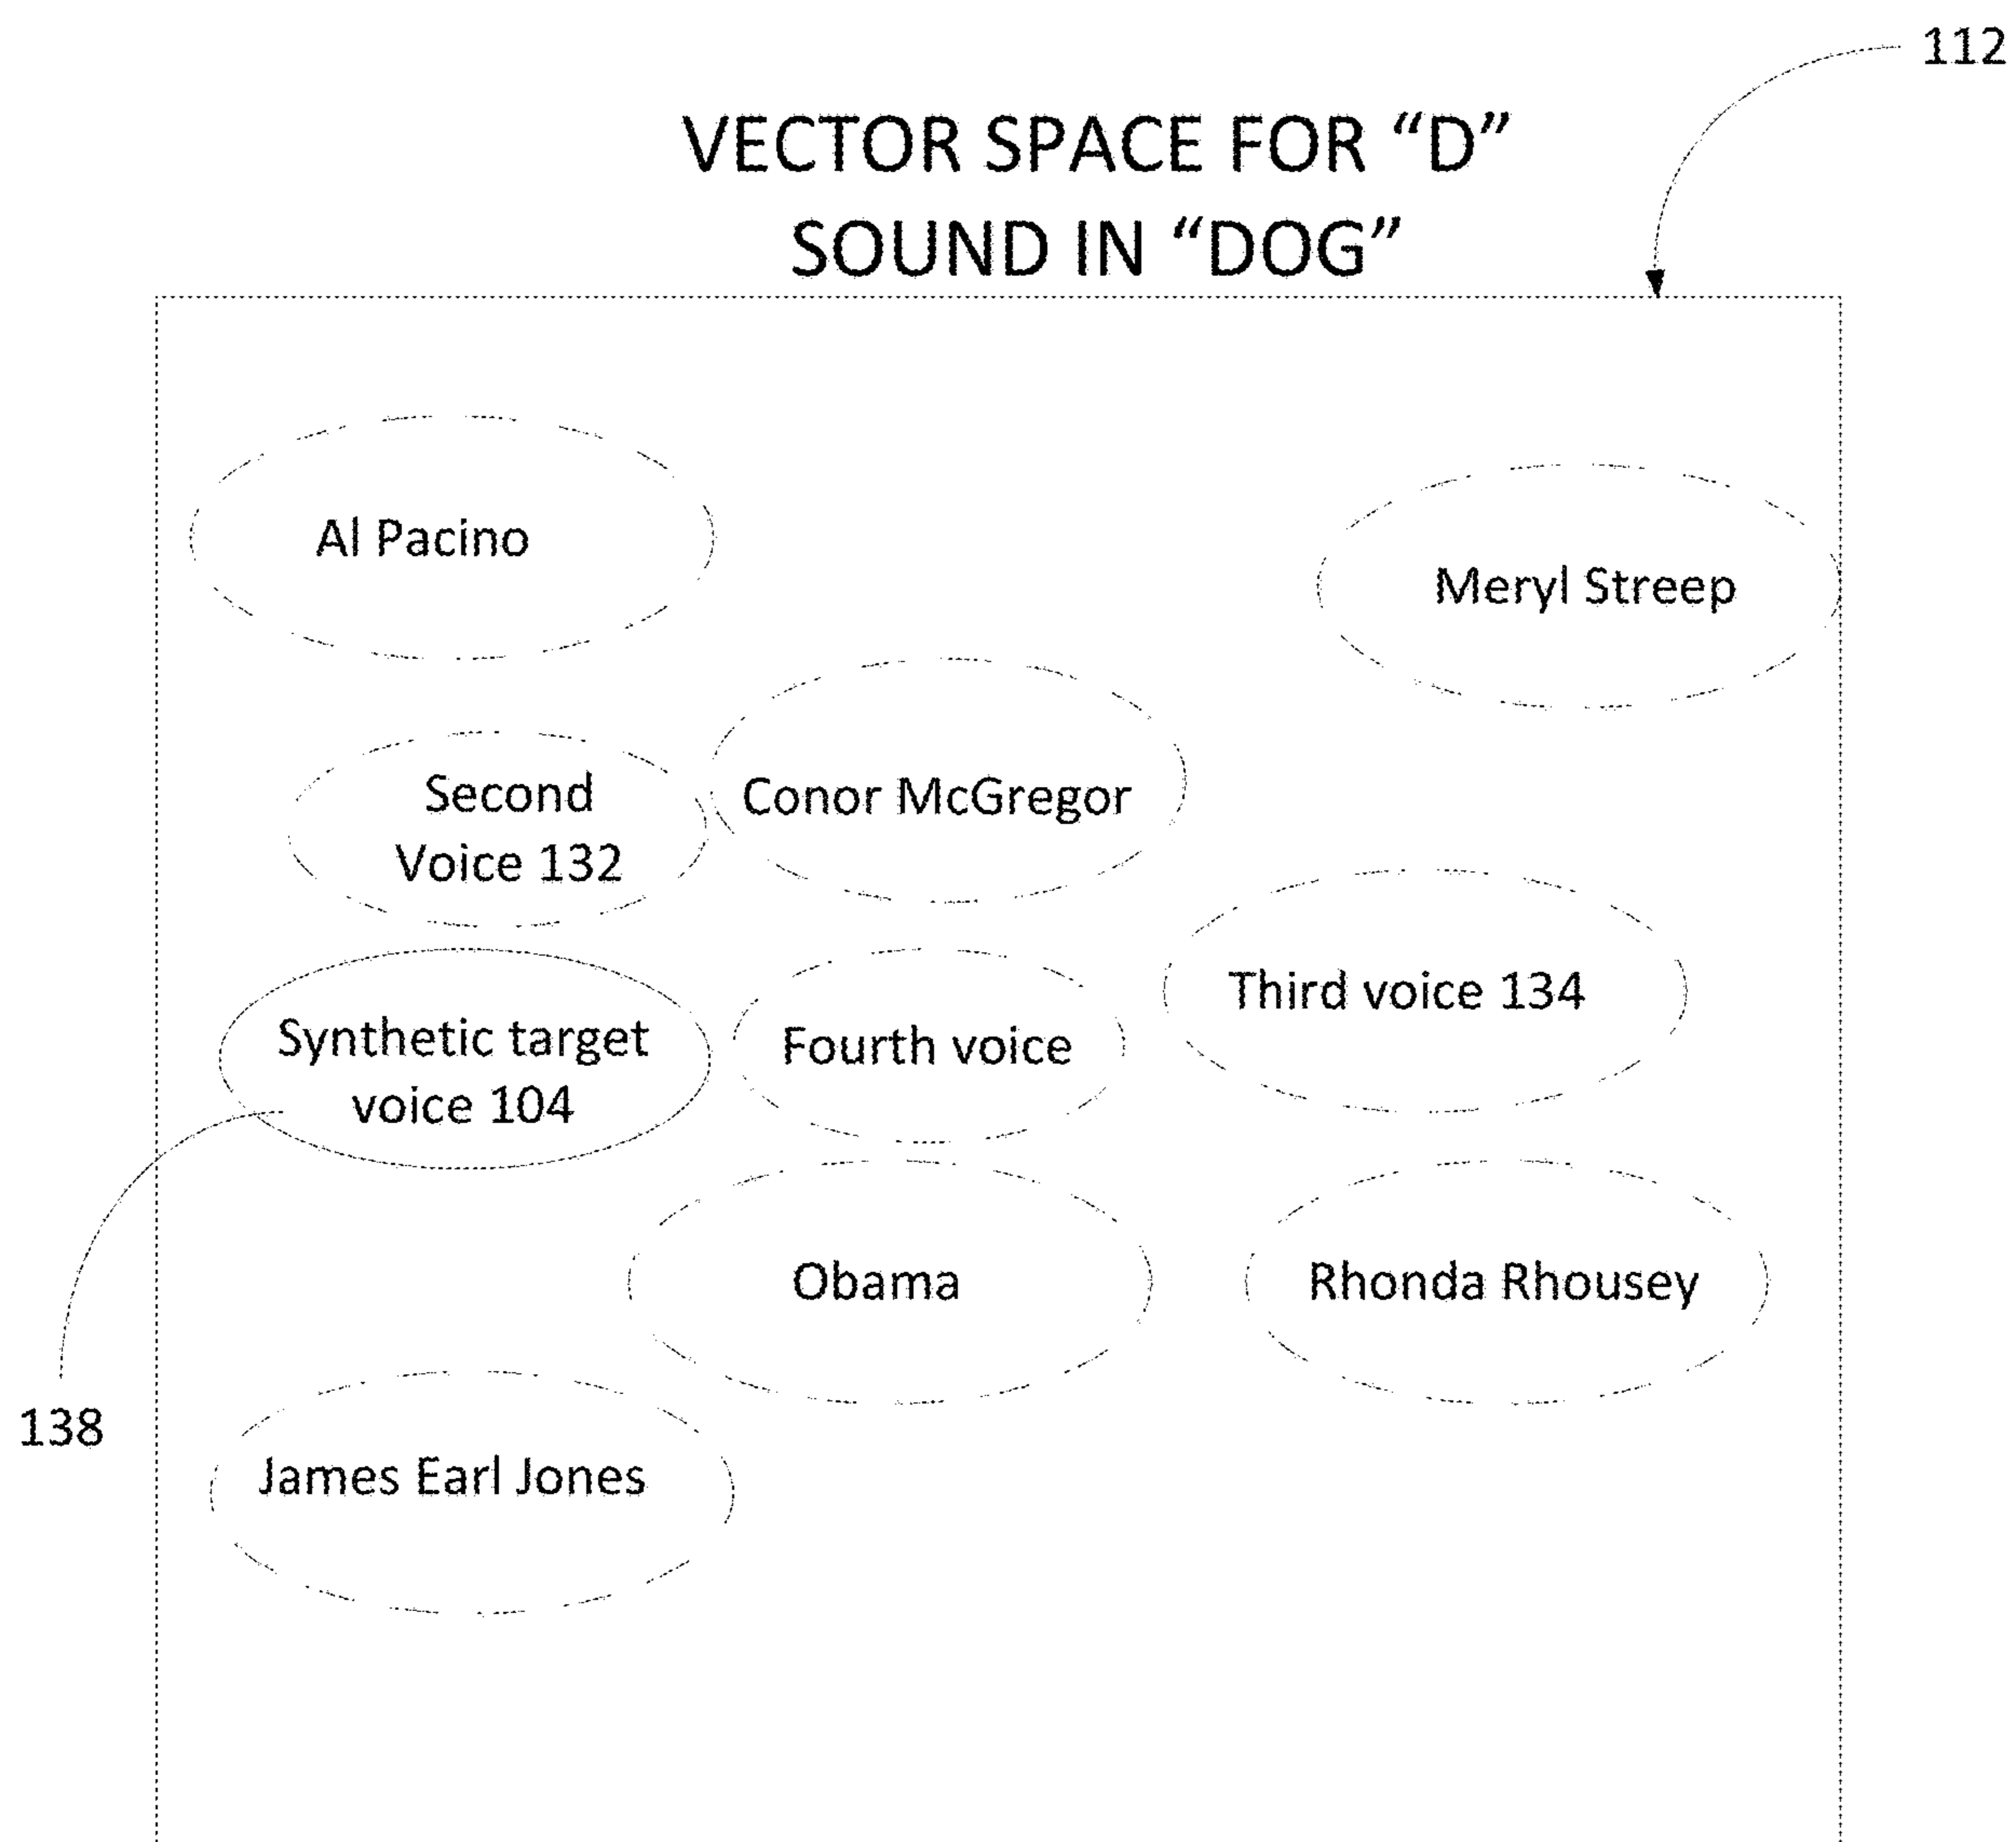 112
VECTOR SPACE FOR “D”
SOUND IN “DOG”
Al Pacino
Meryl Streep
Second
Voice 132
Conor McGregor
Third voice 134
Synthetic target
voice 104
Fourth voice
Obama
Rhonda Rhousey
138
James Earl Jones